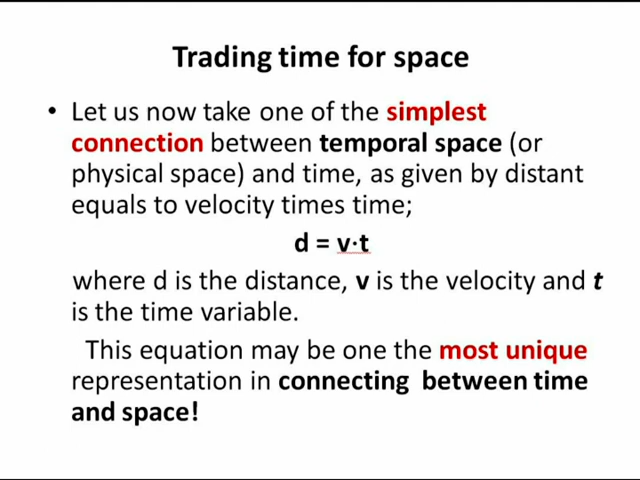 Trading time for space
• Let us now take one of the simplest
connection between temporal space (or
physical space) and time, as given by distant
equals to velocity times time;
d = v·t
where d is the distance, v is the velocity and t
is the time variable.
This equation may be one the most unique
representation in connecting between time
and space!